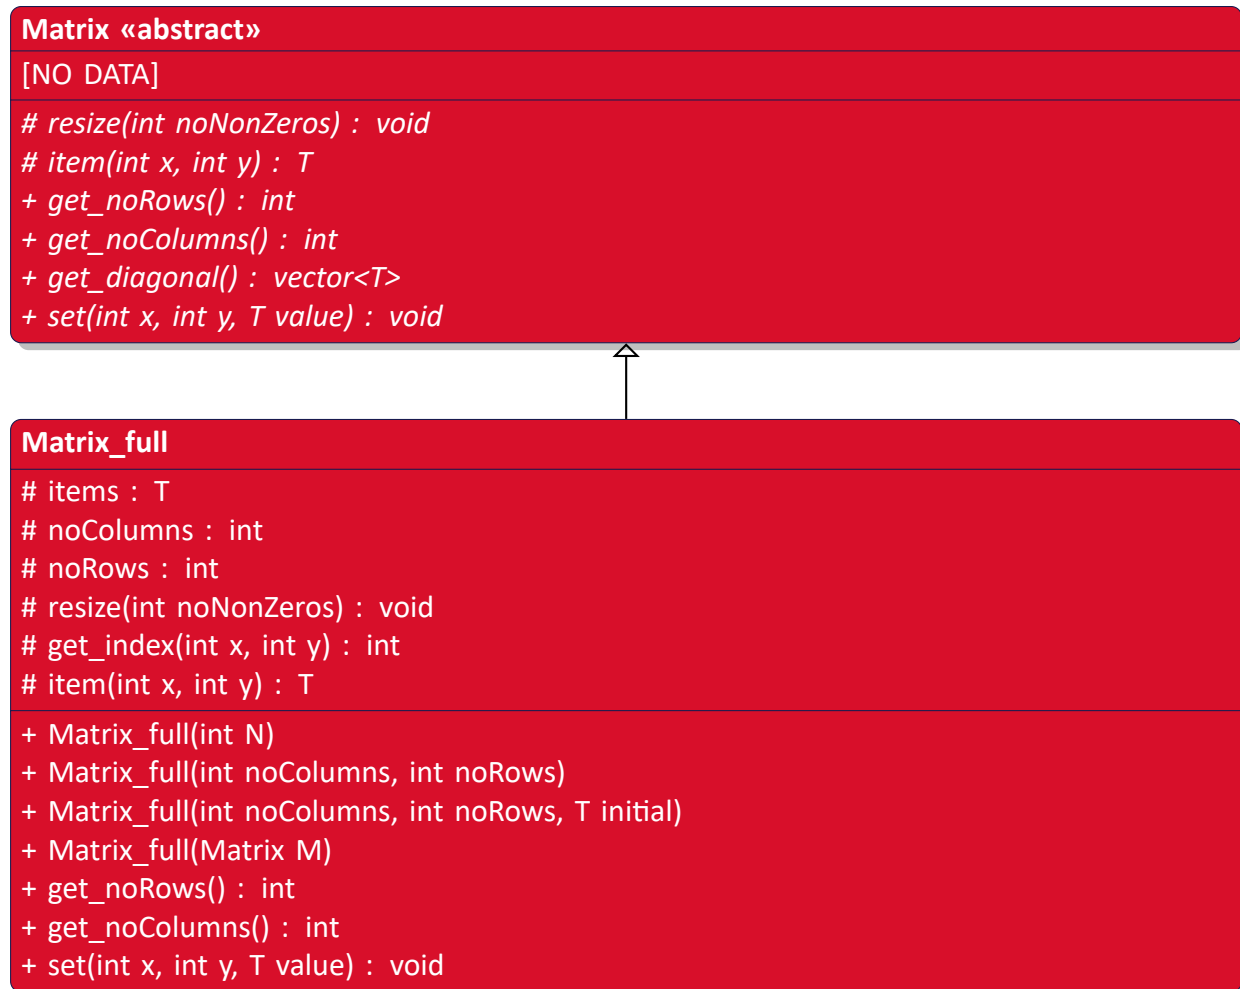 Matrix «abstract»
[NO DATA]
# resize(int noNonZeros) : void
# item(int x, int y) : T
+ get_noRows() : int
+ get_noColumns() : int
+ get_diagonal() : vector<T>
+ set(int x, int y, T value) : void
Matrix_full
# items : T
# noColumns : int
# noRows : int
# resize(int noNonZeros) : void
# get_index(int x, int y) : int
# item(int x, int y) : T
+ Matrix_full(int N)
+ Matrix_full(int noColumns, int noRows)
+ Matrix_full(int noColumns, int noRows, T initial)
+ Matrix_full(Matrix M)
+ get_noRows() : int
+ get_noColumns() : int
+ set(int x, int y, T value) : void